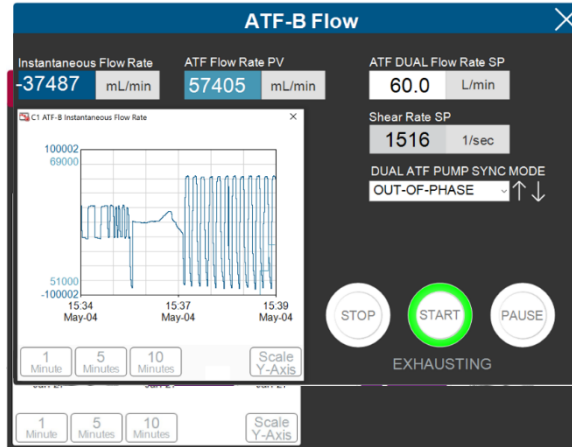 ATF-B Flow
Instantaneous Flow Rate
-37487 mL/min
ATF Flow Rate PV
57405 mL/min
ATF DUAL Flow Rate SP
60.0 L/min
Shear Rate SP
1516 1/sec
DUAL ATF PUMP SYNC MODE
OUT-OF-PHASE
C1 ATF-B Instantaneous Flow Rate
100002
69000
51000
-100002
15:34 15:37 15:39
May-04 May-04 May-04
STOP START PAUSE
EXHAUSTING
1 5 10 Scale
Minute Minutes Minutes Y-Axis
1 5 10 Scale
Minute Minutes Minutes Y-Axis